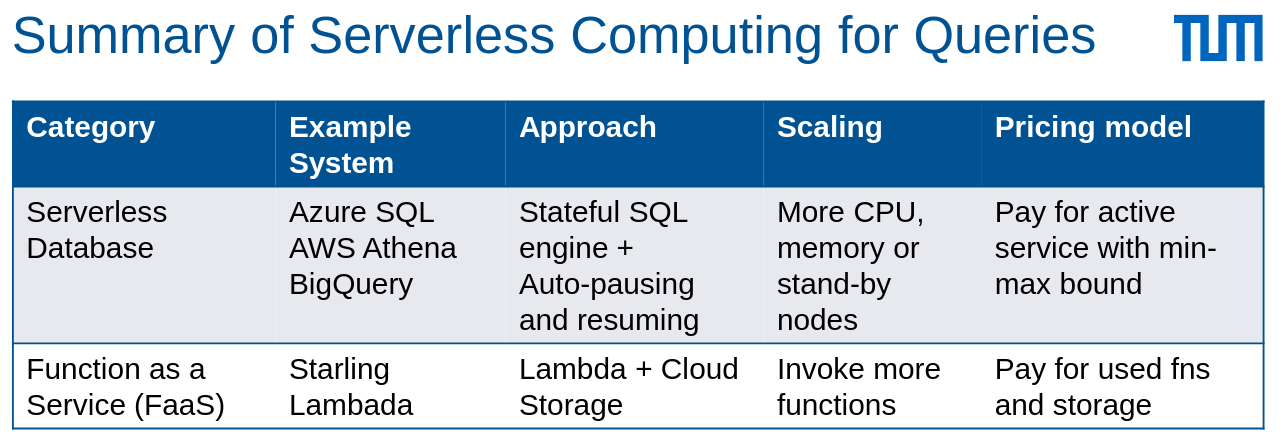 Summary of Serverless Computing for Queries
TUM
Category
Example
System
Approach
Scaling
Pricing model
Serverless
Database
Azure SQL
AWS Athena
BigQuery
Stateful SQL
engine +
Auto-pausing
and resuming
More CPU,
memory or
stand-by
nodes
Pay for active
service with min-
max bound
Function as a
Service (FaaS)
Starling
Lambada
Lambda + Cloud
Storage
Invoke more
functions
Pay for used fns
and storage